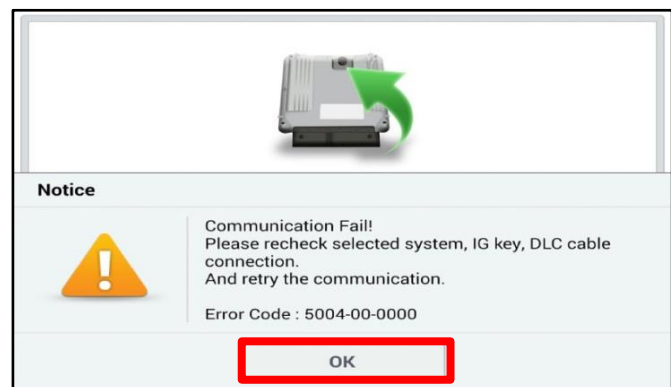 Notice
Communication Fail!
Please recheck selected system, IG key, DLC cable
connection.
And retry the communication.
Error Code : 5004-00-0000
OK